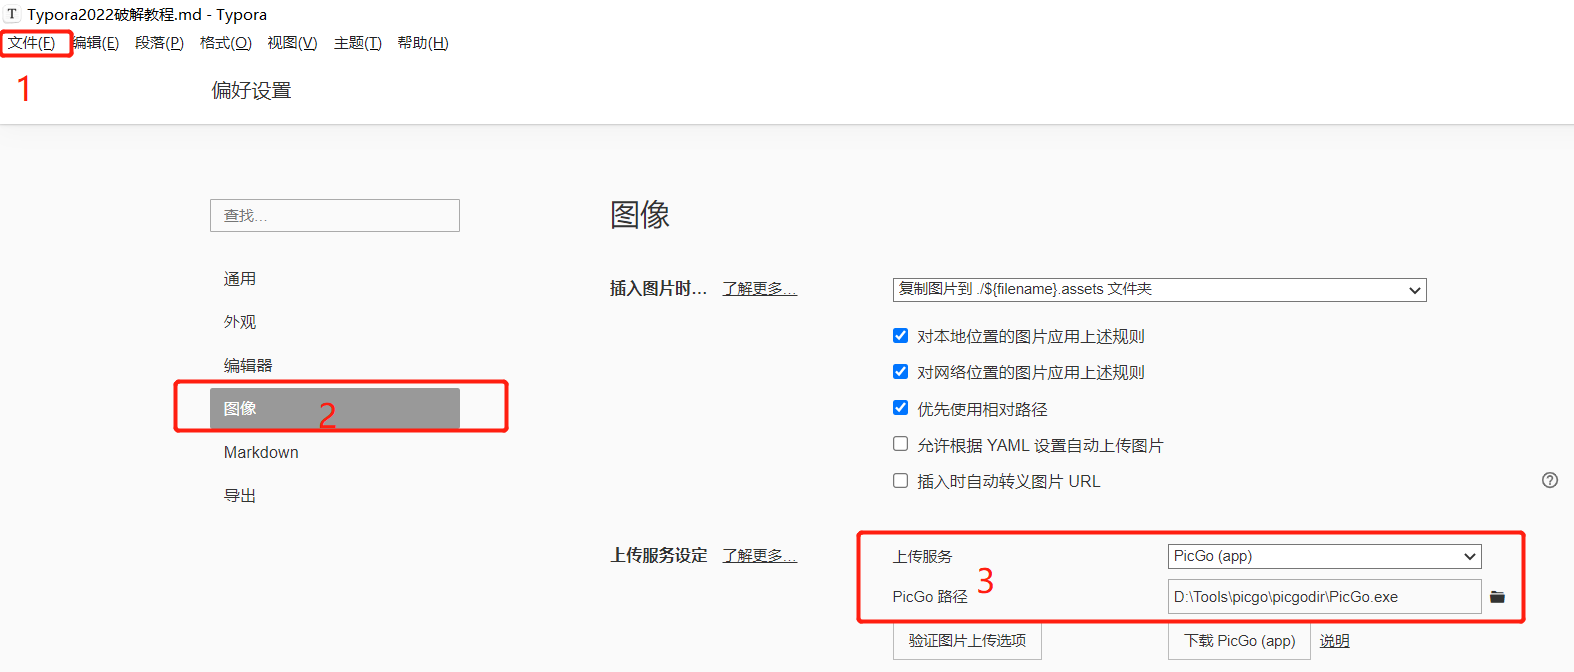 T Typora2022破解教程.md - Typora
文件(F) 编辑(E) 段落(P) 格式(O) 视图(V) 主题(T) 帮助(H)
1
偏好设置
查找...
通用
外观
编辑器
图像 2
Markdown
导出
图像
插入图片时... 了解更多... 复制图片到 ./${filename}.assets 文件夹
对本地位置的图片应用上述规则
对网络位置的图片应用上述规则
优先使用相对路径
允许根据 YAML 设置自动上传图片
插入时自动转义图片 URL ?
上传服务设定 了解更多... 上传服务 PicGo (app)
3
PicGo 路径 D:\Tools\picgo\picgodir\PicGo.exe
验证图片上传选项 下载 PicGo (app) 说明